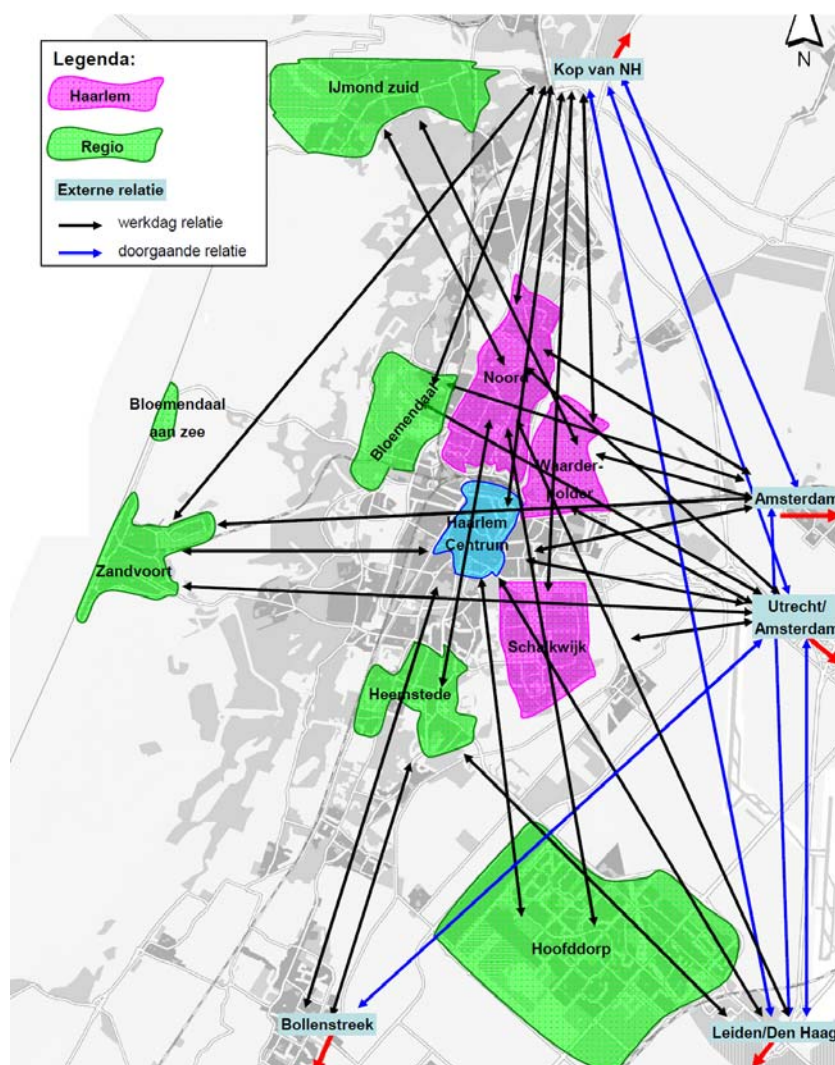 Legenda:
Haarlem
Regio
Externe relatie
werkdag relatie
doorgaande relatie
IJmond zuid
Kop van NH
N
Noord
Bloemendaal
Bloemendaal
aan zee
Waarder-
polder
Haarlem
Centrum
Amsterdam
Zandvoort
Utrecht/
Amsterdam
Schalkwijk
Heemstede
Hoofddorp
Bollenstreek
Leiden/Den Haag